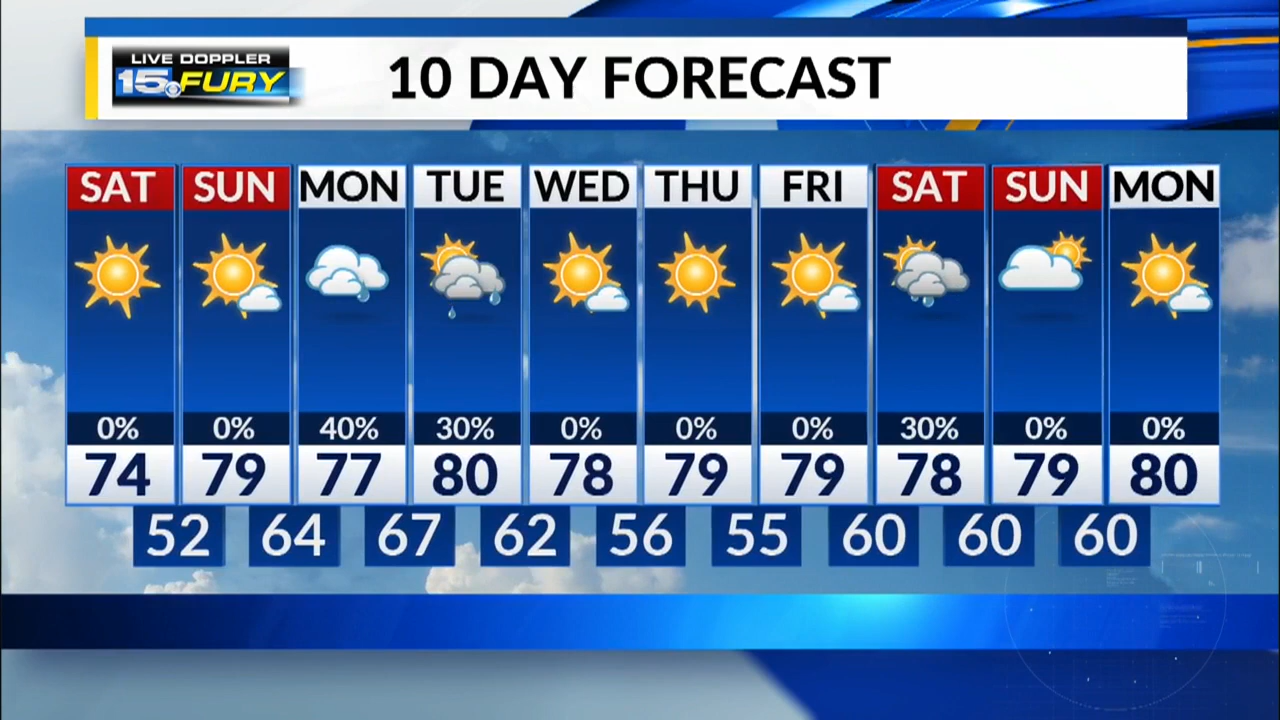 LIVE DOPPLER
15 FURY
10 DAY FORECAST
SAT SUN MON TUE WED THU FRI SAT SUN MON
0% 0% 40% 30% 0% 0% 0% 30% 0% 0%
74 79 77 80 78 79 79 78 79 80
52 64 67 62 56 55 60 60 60